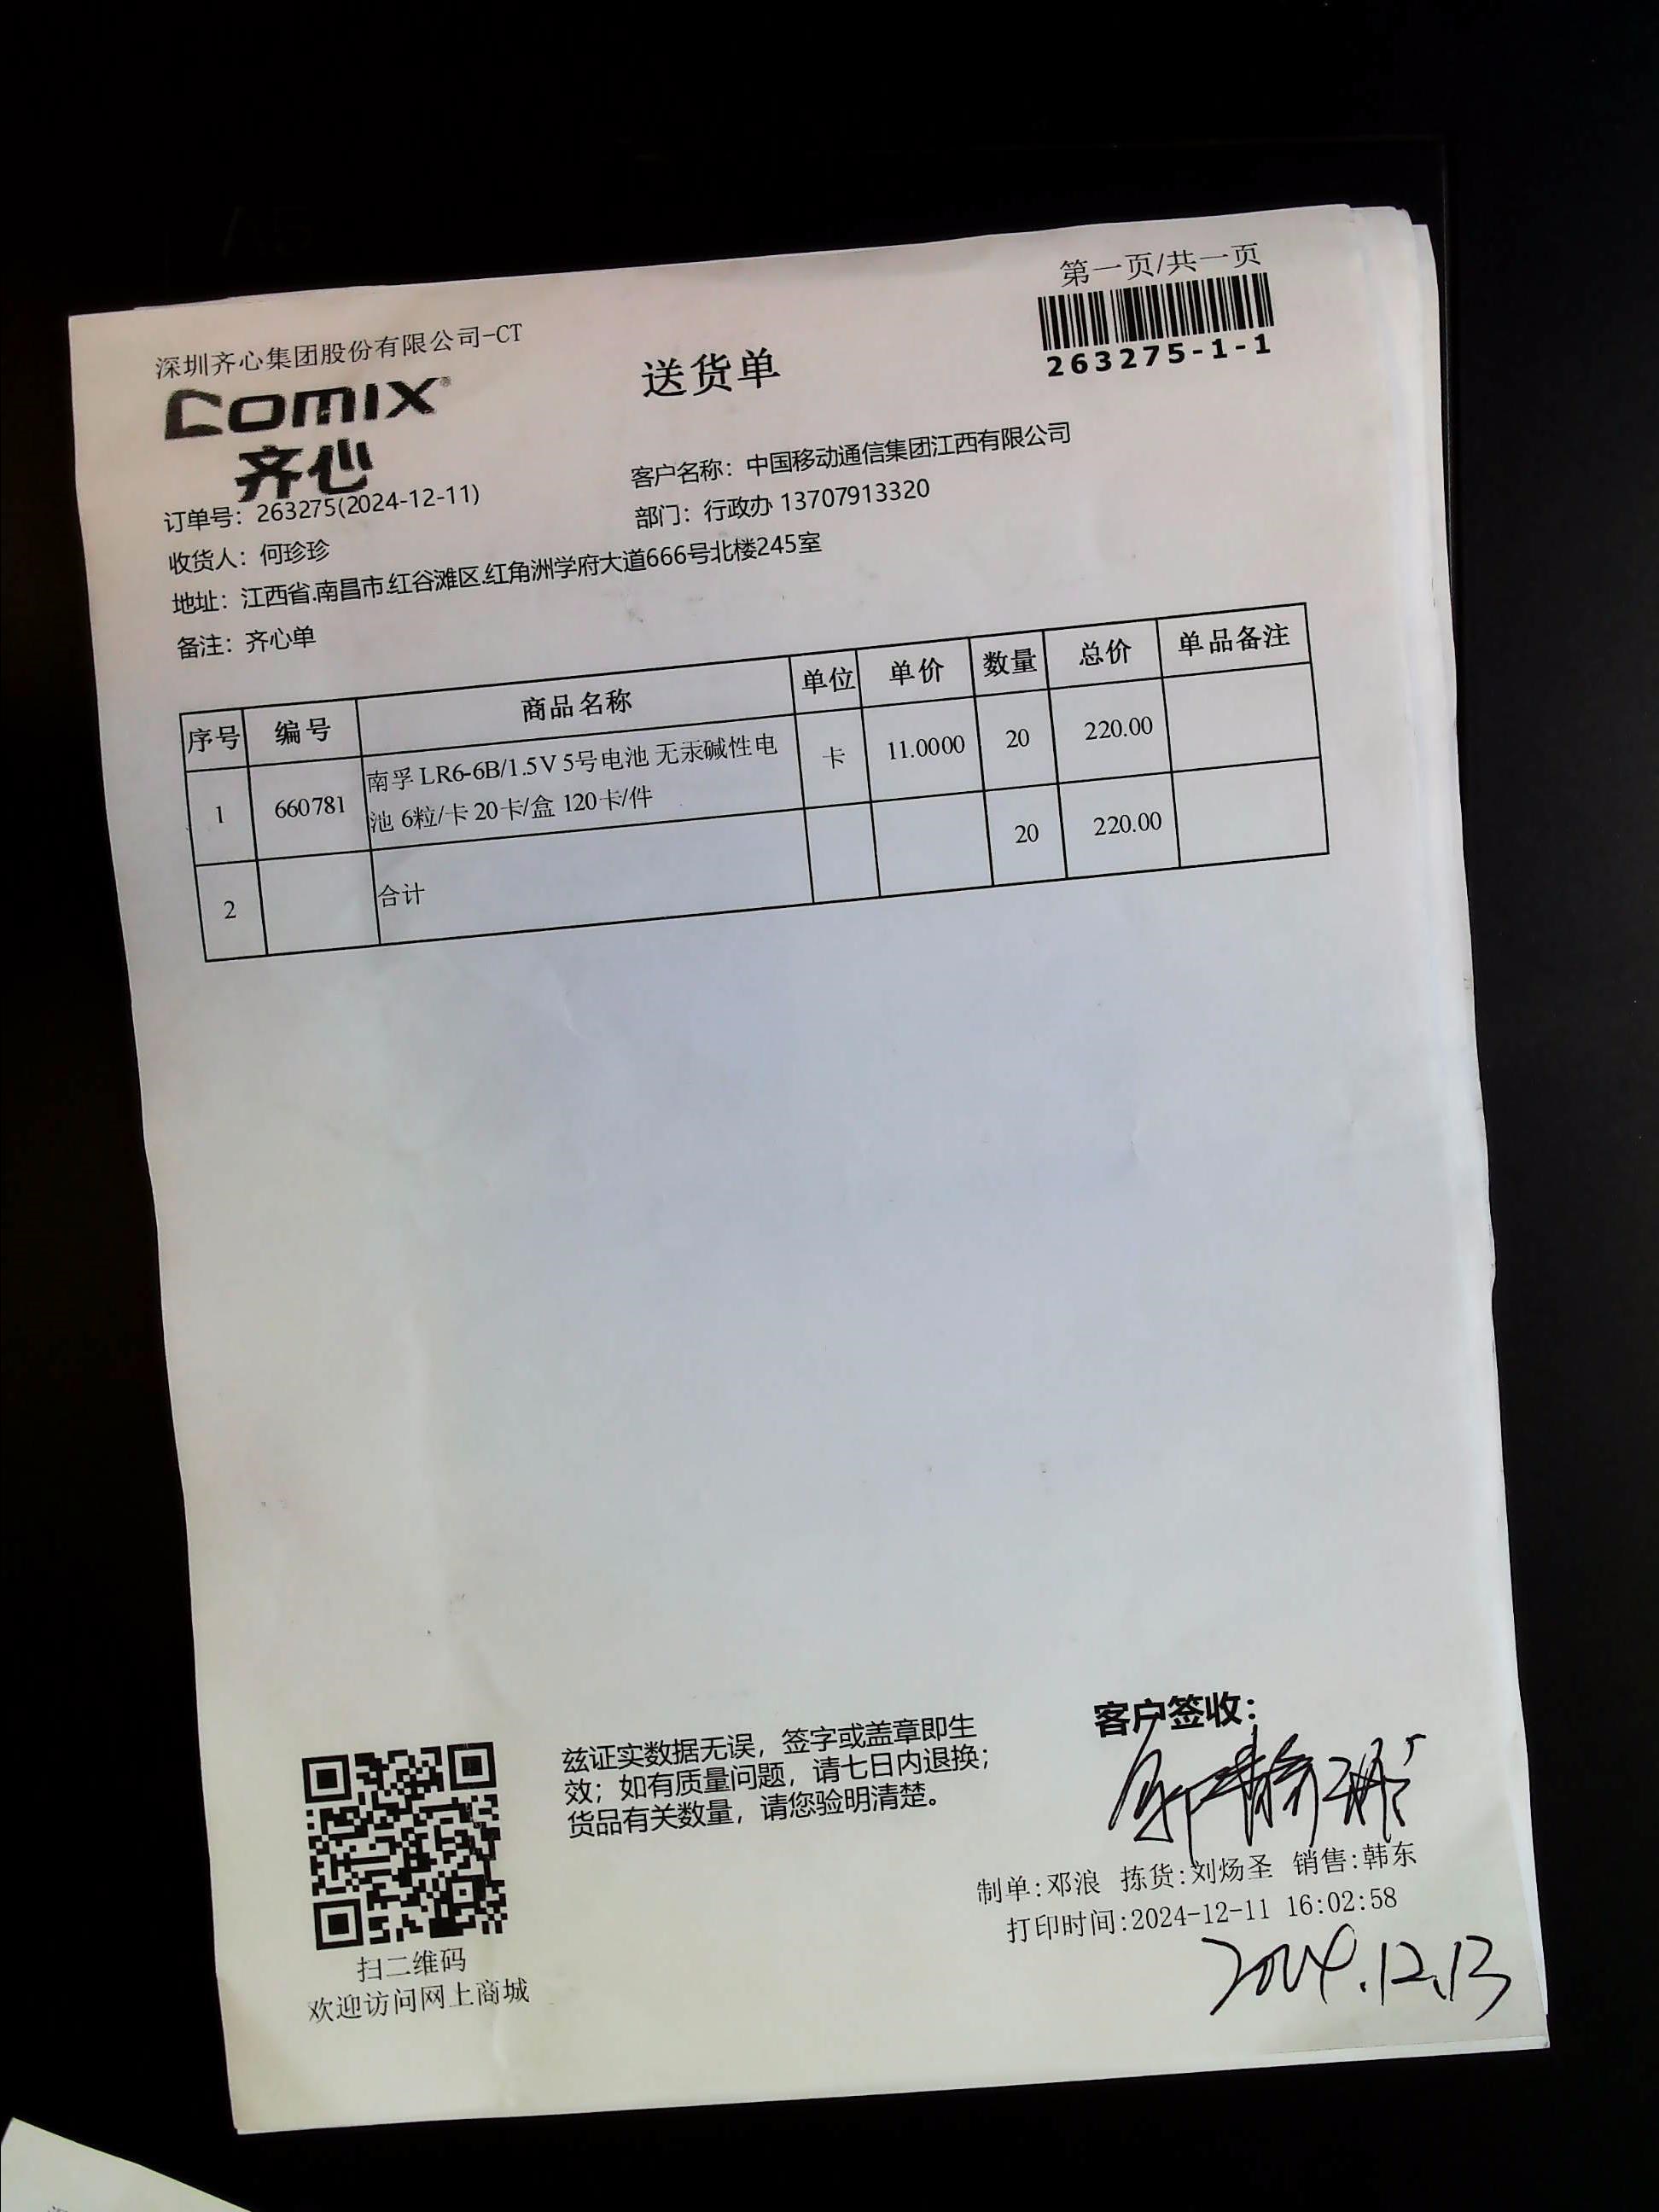 第一页/共一页
263275-1-1
深圳齐心集团股份有限公司-CT
comix®
齐心
送货单
订单号：263275(2024-12-11)
客户名称：中国移动通信集团江西有限公司
收货人：何珍珍
部门：行政办 13707913320
地址：江西省.南昌市.红谷滩区.红角洲学府大道666号北楼245室
备注：齐心单
序号 编号 商品名称 单位 单价 数量 总价 单品备注
1 660781 南孚 LR6-6B/1.5V 5号电池 无汞碱性电 卡 11.0000 20 220.00
池 6粒/卡 20卡/盒 120卡/件
2 合计 20 220.00
兹证实数据无误，签字或盖章即生
效；如有质量问题，请七日内退换；
货品有关数量，请您验明清楚。
客户签收：
制单:邓浪 拣货:刘炀圣 销售:韩东
打印时间:2024-12-11 16:02:58
2024.12.13
扫二维码
欢迎访问网上商城